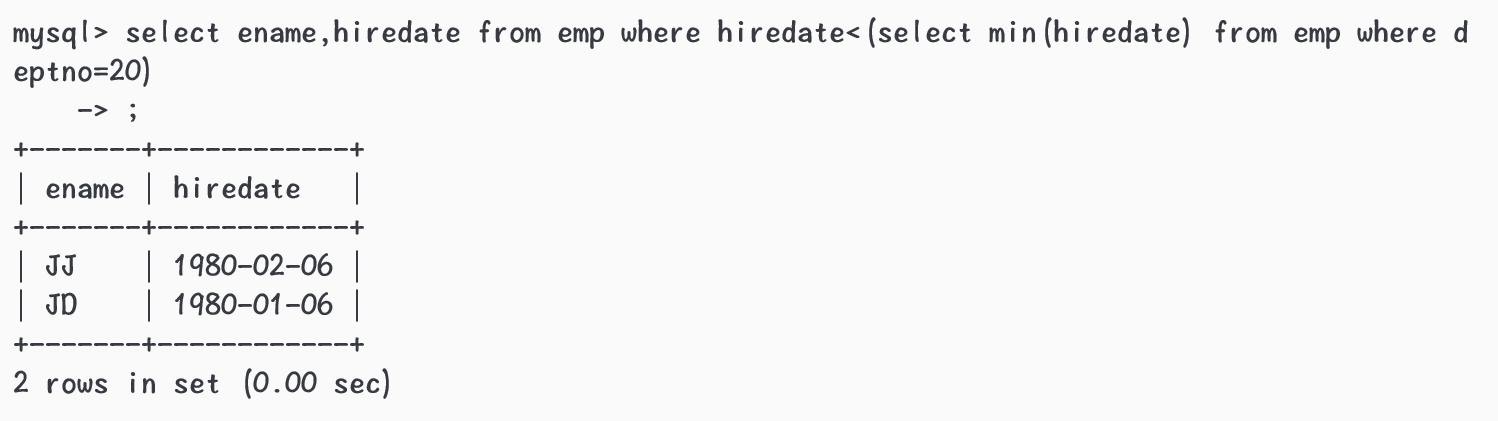 mysql> select ename,hiredate from emp where hiredate<(select min(hiredate) from emp where d
eptno=20)
    -> ;
+-------+------------+
| ename | hiredate   |
+-------+------------+
| JJ    | 1980-02-06 |
| JD    | 1980-01-06 |
+-------+------------+
2 rows in set (0.00 sec)